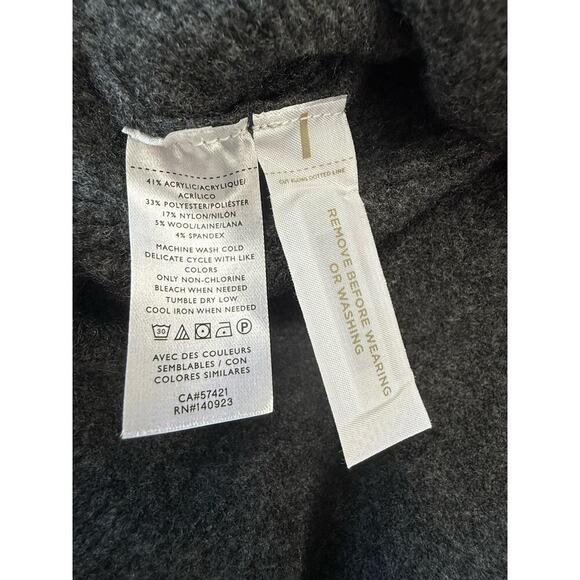 41% ACRYLIC/ACRYLIQUE/
ACRÍLICO
33% POLYESTER/POLIÉSTER
17% NYLON/NILÓN
5% WOOL/LAINE/LANA
4% SPANDEX
MACHINE WASH COLD
DELICATE CYCLE WITH LIKE
COLORS
ONLY NON-CHLORINE
BLEACH WHEN NEEDED
TUMBLE DRY LOW
COOL IRON WHEN NEEDED
30 P
AVEC DES COULEURS
SEMBLABLES / CON
COLORES SIMILARES
CA#57421
RN#140923
CUT ALONG DOTTED LINE
REMOVE BEFORE WEARING
OR WASHING